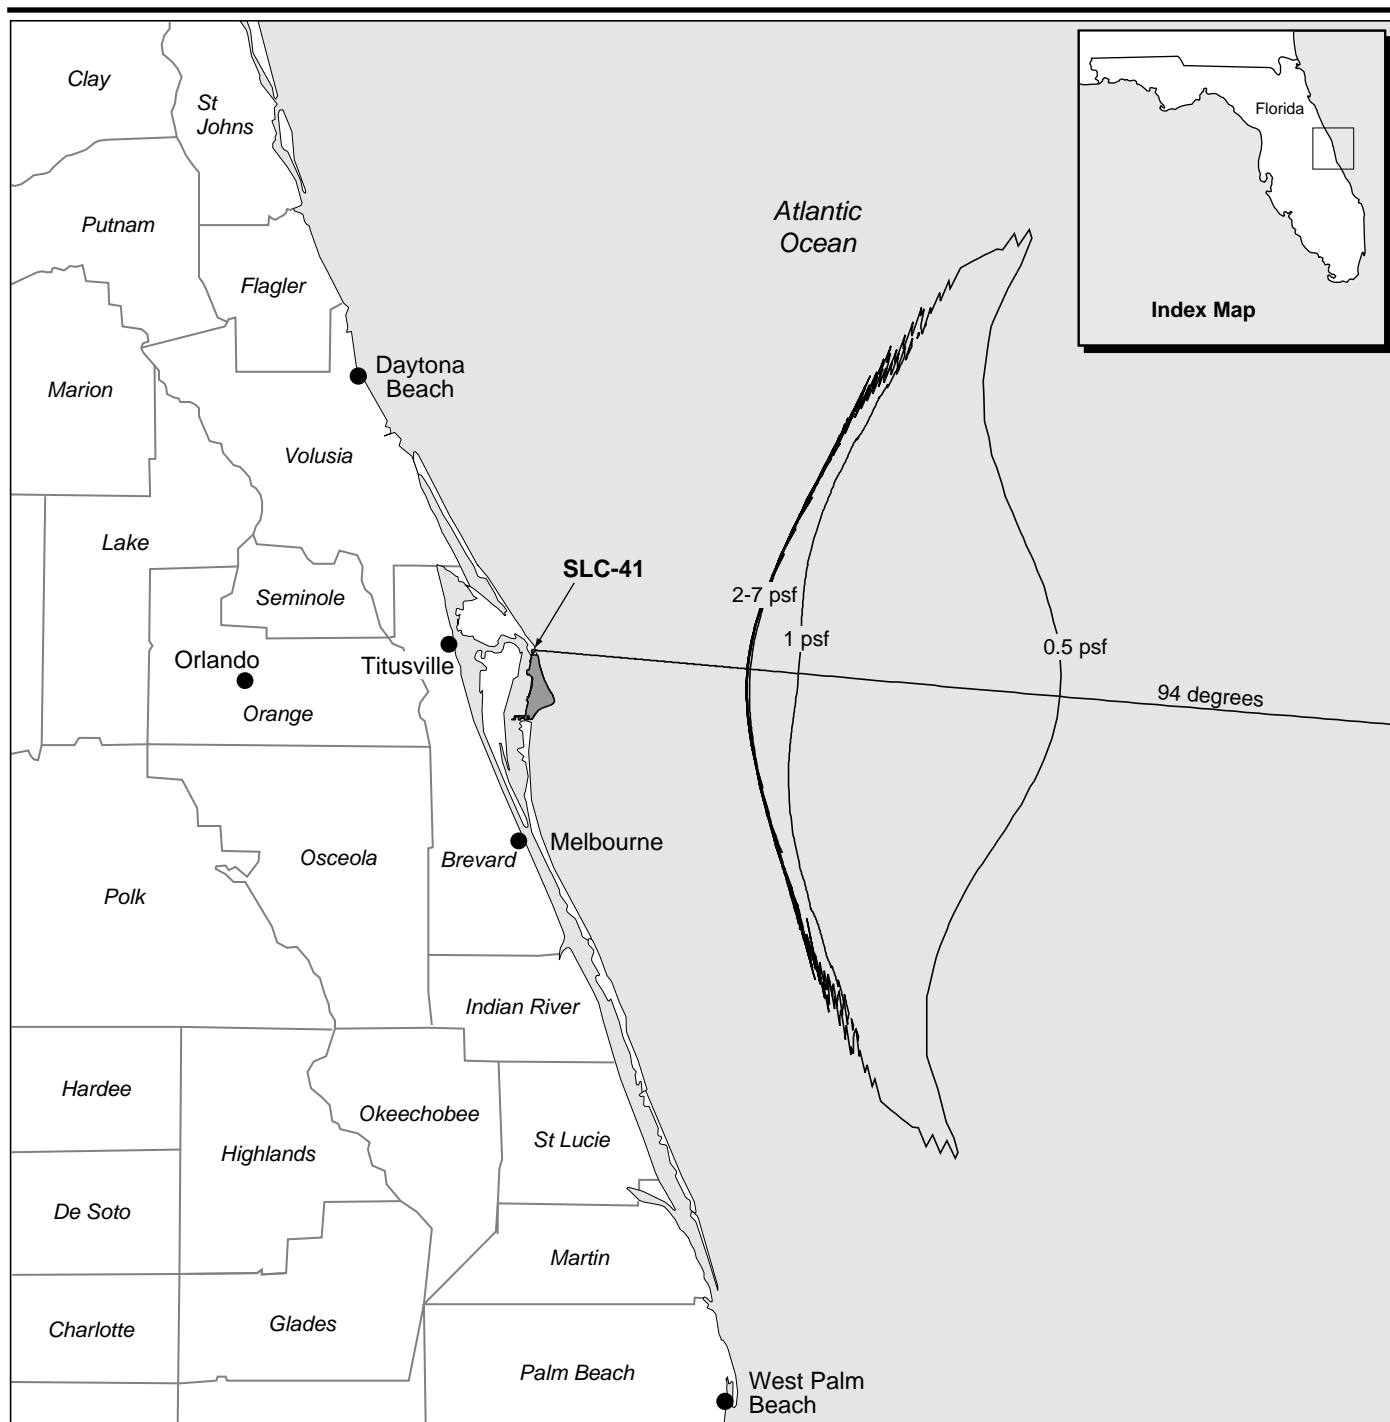 Clay
St
Johns
Florida
Atlantic
Ocean
Putnam
Flagler
Index Map
Daytona
Beach
Marion
Volusia
Lake
SLC-41
Seminole
2-7 psf
1 psf
0.5 psf
Orlando
Titusville
94 degrees
Orange
Melbourne
Osceola
Brevard
Polk
Indian River
Hardee
Okeechobee
St Lucie
Highlands
De Soto
Martin
Glades
Charlotte
Palm Beach
West Palm
Beach